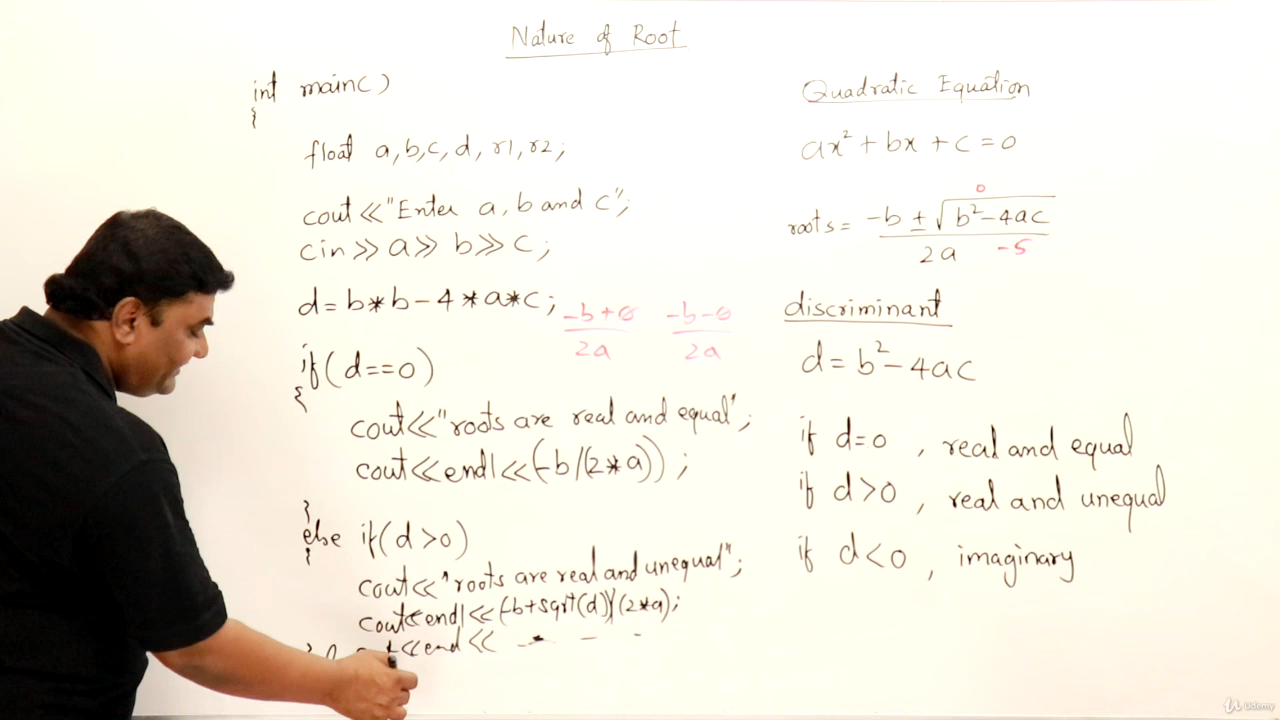 Nature of Root
int main()
{
float a,b,c, d, r1, r2;
cout<<"Enter a, b and c";
cin>>a>>b>>c;
d=b*b-4*a*c;
-b+0 / 2a
-b-0 / 2a
if(d==0)
{
cout<<"roots are real and equal";
cout<<endl<<(-b/(2*a));
}
else if(d>0)
{
cout<<"roots are real and unequal";
cout<<endl<<(-b+sqrt(d))/(2*a);
<<end<<
Quadratic Equation
ax²+bx+c=0
0
roots = -b ± √b²-4ac / 2a
-5
discriminant
d=b²-4ac
if d=0, real and equal
if d>0, real and unequal
if d<0, imaginary
Udemy